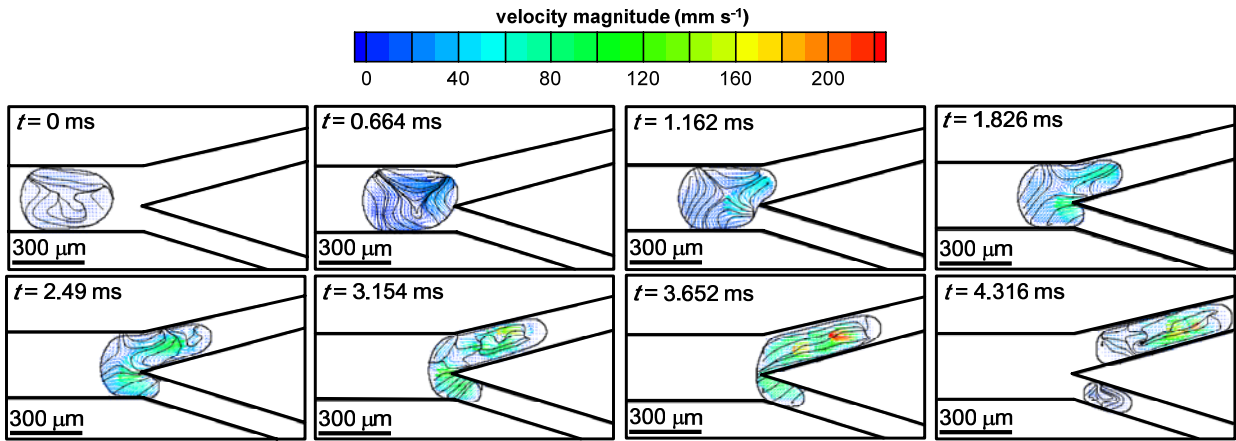 velocity magnitude (mm s⁻¹)
0 40 80 120 160 200
t = 0 ms
300 μm
t = 0.664 ms
300 μm
t = 1.162 ms
300 μm
t = 1.826 ms
300 μm
t = 2.49 ms
300 μm
t = 3.154 ms
300 μm
t = 3.652 ms
300 μm
t = 4.316 ms
300 μm